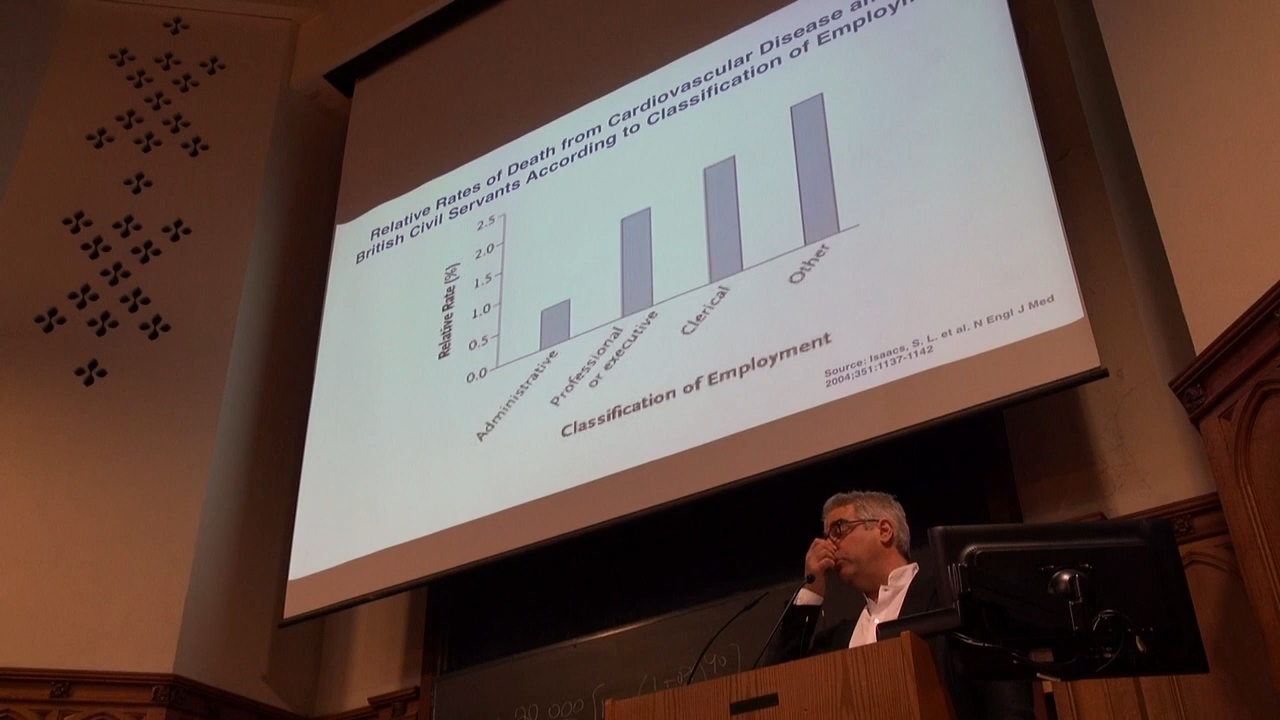 Relative Rates of Death from Cardiovascular Disease
British Civil Servants According to Classification of
Relative Rate (%)
2.5
2.0
1.5
1.0
0.5
0.0
Administrative
Professional
or executive
Clerical
Other
Classification of Employment
Source: Isaacs, S. L. et al. N Engl J Med
2004;351:1137-1142